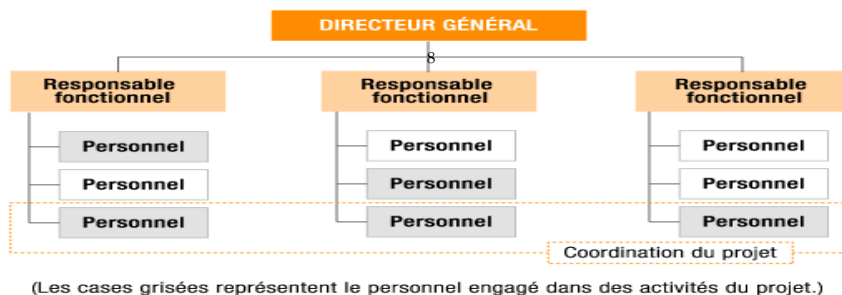 DIRECTEUR GÉNÉRAL
8
Responsable fonctionnel
Responsable fonctionnel
Responsable fonctionnel
Personnel
Personnel
Personnel
Personnel
Personnel
Personnel
Personnel
Personnel
Personnel
Coordination du projet
(Les cases grisées représentent le personnel engagé dans des activités du projet.)